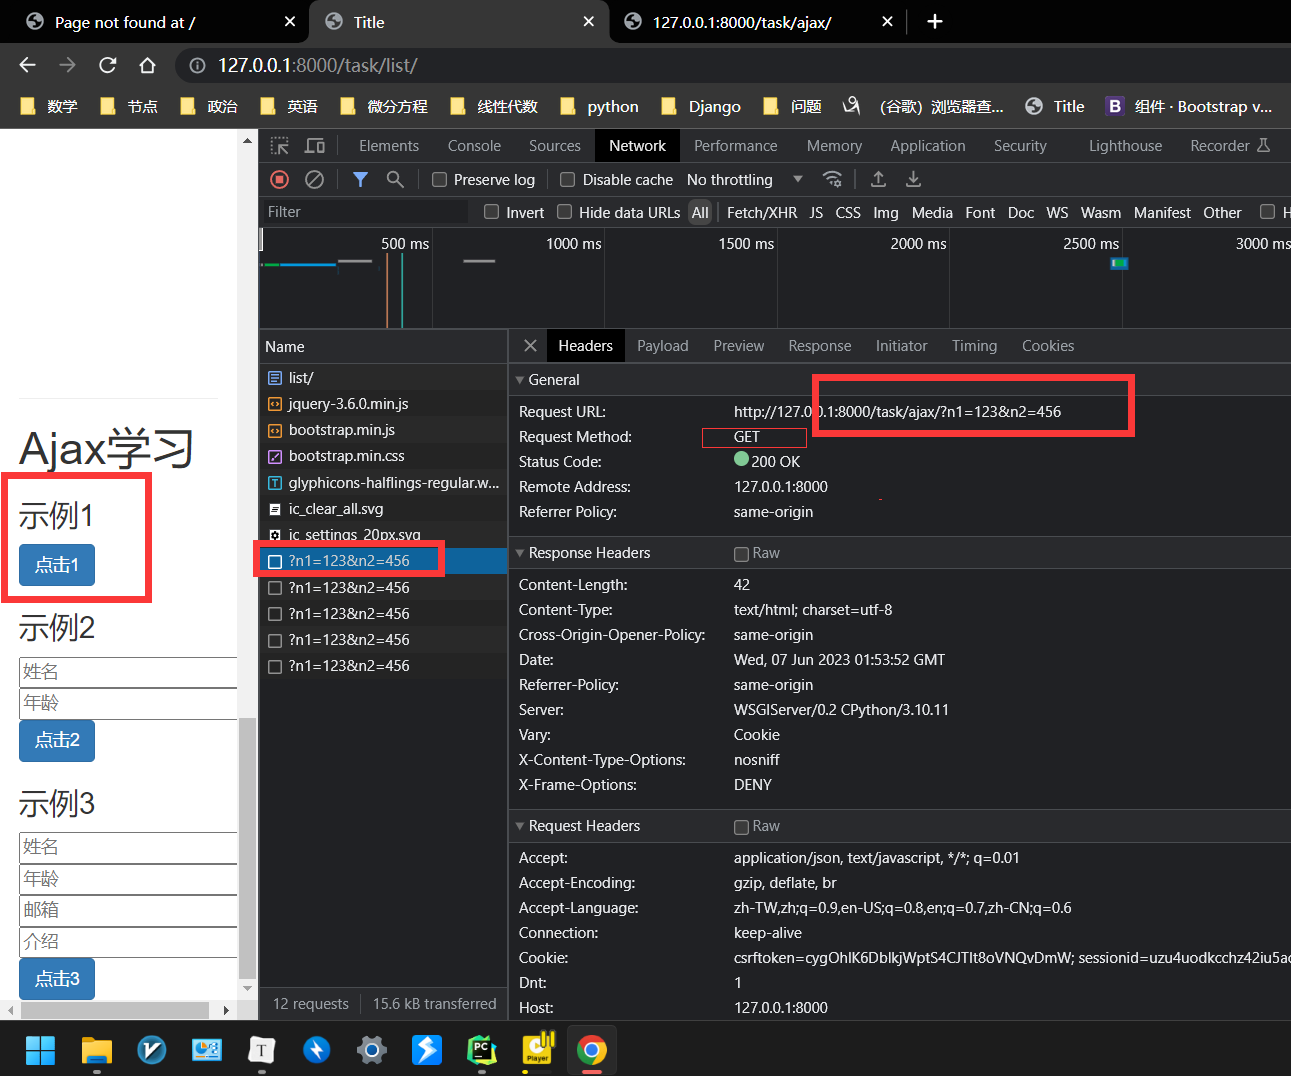 Page not found at /
Title
127.0.0.1:8000/task/ajax/
127.0.0.1:8000/task/list/
数学
节点
政治
英语
微分方程
线性代数
python
Django
问题
（谷歌）浏览器查...
Title
B 组件 · Bootstrap v...
Elements Console Sources Network Performance Memory Application Security Lighthouse Recorder
Preserve log Disable cache No throttling
Filter Invert Hide data URLs All Fetch/XHR JS CSS Img Media Font Doc WS Wasm Manifest Other H
500 ms 1000 ms 1500 ms 2000 ms 2500 ms 3000 ms
Ajax学习
示例1
点击1
示例2
姓名
年龄
点击2
示例3
姓名
年龄
邮箱
介绍
点击3
Name
list/
jquery-3.6.0.min.js
bootstrap.min.js
bootstrap.min.css
T glyphicons-halflings-regular.w...
ic_clear_all.svg
ic_settings_20px.svg
?n1=123&n2=456
?n1=123&n2=456
?n1=123&n2=456
?n1=123&n2=456
?n1=123&n2=456
12 requests 15.6 kB transferred
Headers Payload Preview Response Initiator Timing Cookies
General
Request URL: http://127.0.0.1:8000/task/ajax/?n1=123&n2=456
Request Method: GET
Status Code: 200 OK
Remote Address: 127.0.0.1:8000
Referrer Policy: same-origin
Response Headers Raw
Content-Length: 42
Content-Type: text/html; charset=utf-8
Cross-Origin-Opener-Policy: same-origin
Date: Wed, 07 Jun 2023 01:53:52 GMT
Referrer-Policy: same-origin
Server: WSGIServer/0.2 CPython/3.10.11
Vary: Cookie
X-Content-Type-Options: nosniff
X-Frame-Options: DENY
Request Headers Raw
Accept: application/json, text/javascript, */*; q=0.01
Accept-Encoding: gzip, deflate, br
Accept-Language: zh-TW,zh;q=0.9,en-US;q=0.8,en;q=0.7,zh-CN;q=0.6
Connection: keep-alive
Cookie: csrftoken=cygOhlK6DblkjWptS4CJTIt8oVNQvDmW; sessionid=uzu4uodkcchz42iu5a
Dnt: 1
Host: 127.0.0.1:8000
T
PC
Player